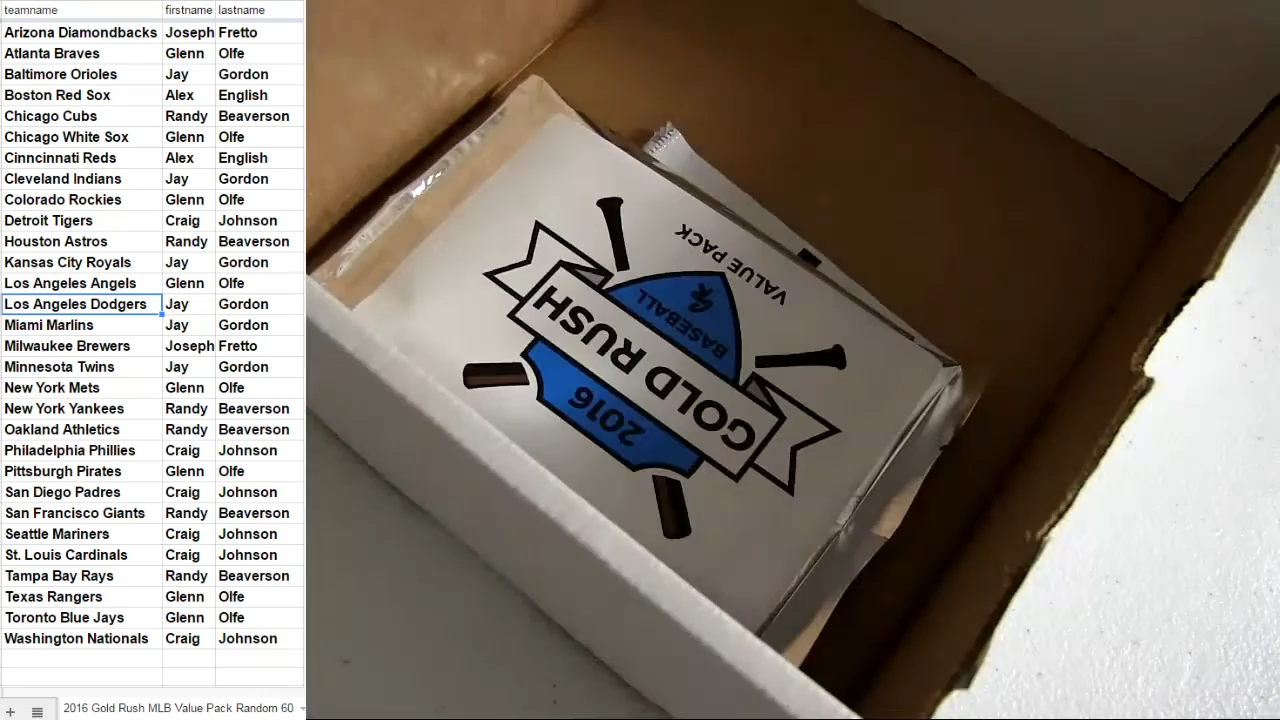 teamname firstname lastname
Arizona Diamondbacks Joseph Fretto
Atlanta Braves Glenn Olfe
Baltimore Orioles Jay Gordon
Boston Red Sox Alex English
Chicago Cubs Randy Beaverson
Chicago White Sox Glenn Olfe
Cinncinnati Reds Alex English
Cleveland Indians Jay Gordon
Colorado Rockies Glenn Olfe
Detroit Tigers Craig Johnson
Houston Astros Randy Beaverson
Kansas City Royals Jay Gordon
Los Angeles Angels Glenn Olfe
Los Angeles Dodgers Jay Gordon
Miami Marlins Jay Gordon
Milwaukee Brewers Joseph Fretto
Minnesota Twins Jay Gordon
New York Mets Glenn Olfe
New York Yankees Randy Beaverson
Oakland Athletics Randy Beaverson
Philadelphia Phillies Craig Johnson
Pittsburgh Pirates Glenn Olfe
San Diego Padres Craig Johnson
San Francisco Giants Randy Beaverson
Seattle Mariners Craig Johnson
St. Louis Cardinals Craig Johnson
Tampa Bay Rays Randy Beaverson
Texas Rangers Glenn Olfe
Toronto Blue Jays Glenn Olfe
Washington Nationals Craig Johnson
2016 Gold Rush MLB Value Pack Random 60
2016
GOLD RUSH
BASEBALL
VALUE PACK